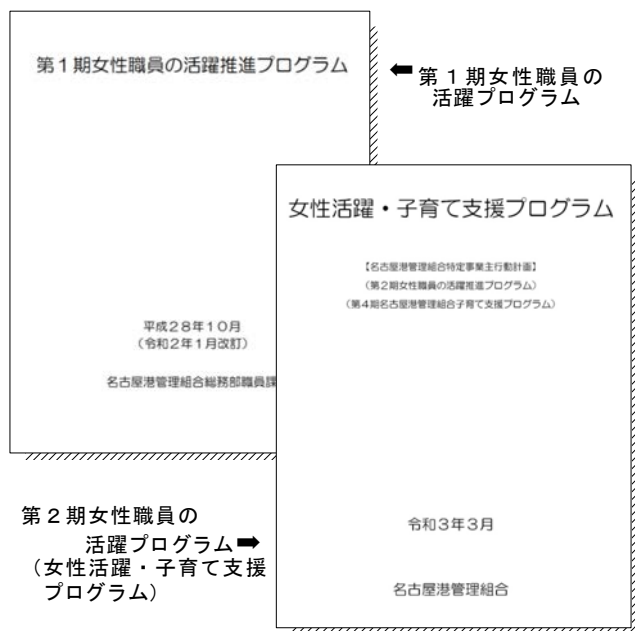 第１期女性職員の活躍推進プログラム
平成２８年１０月
（令和２年１月改訂）
名古屋港管理組合総務部職員課
⬅第１期女性職員の
活躍プログラム
女性活躍・子育て支援プログラム
【名古屋港管理組合特定事業主行動計画】
（第２期女性職員の活躍推進プログラム）
（第４期名古屋港管理組合子育て支援プログラム）
令和３年３月
名古屋港管理組合
第２期女性職員の
活躍プログラム➡
（女性活躍・子育て支援
プログラム）